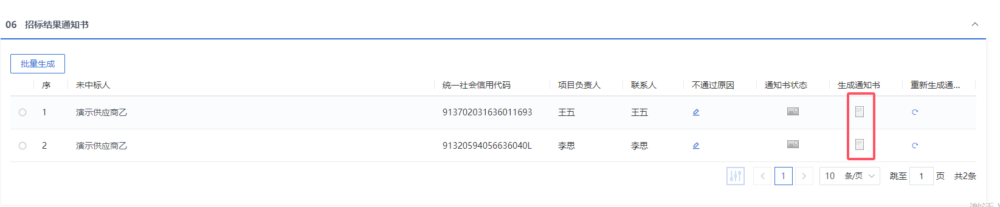 06 招标结果通知书
批量生成
序 未中标人 统一社会信用代码 项目负责人 联系人 不通过原因 通知书状态 生成通知书 重新生成通...
1 演示供应商乙 913702031636011693 王五 王五
2 演示供应商乙 91320594056636040L 李思 李思
1 10 条/页 跳至 1 页 共2条